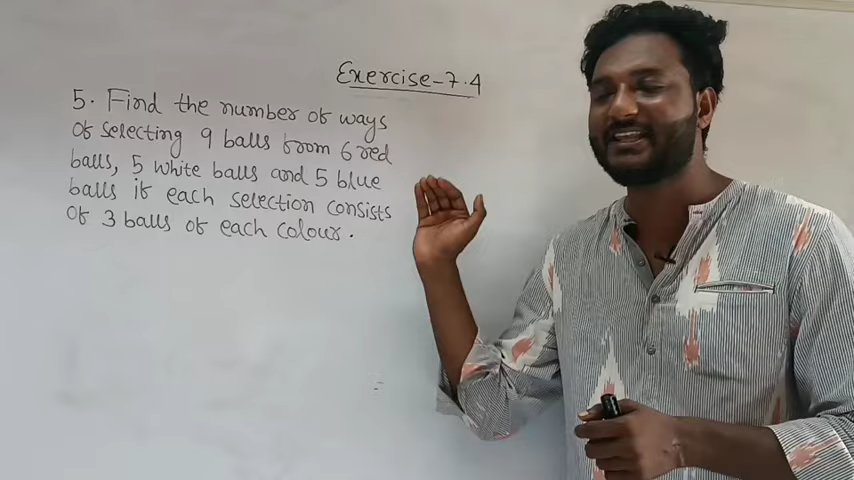 Exercise-7.4
5. Find the number of ways
of selecting 9 balls from 6 red
balls, 5 white balls and 5 blue
balls if each selection consists
of 3 balls of each colour.